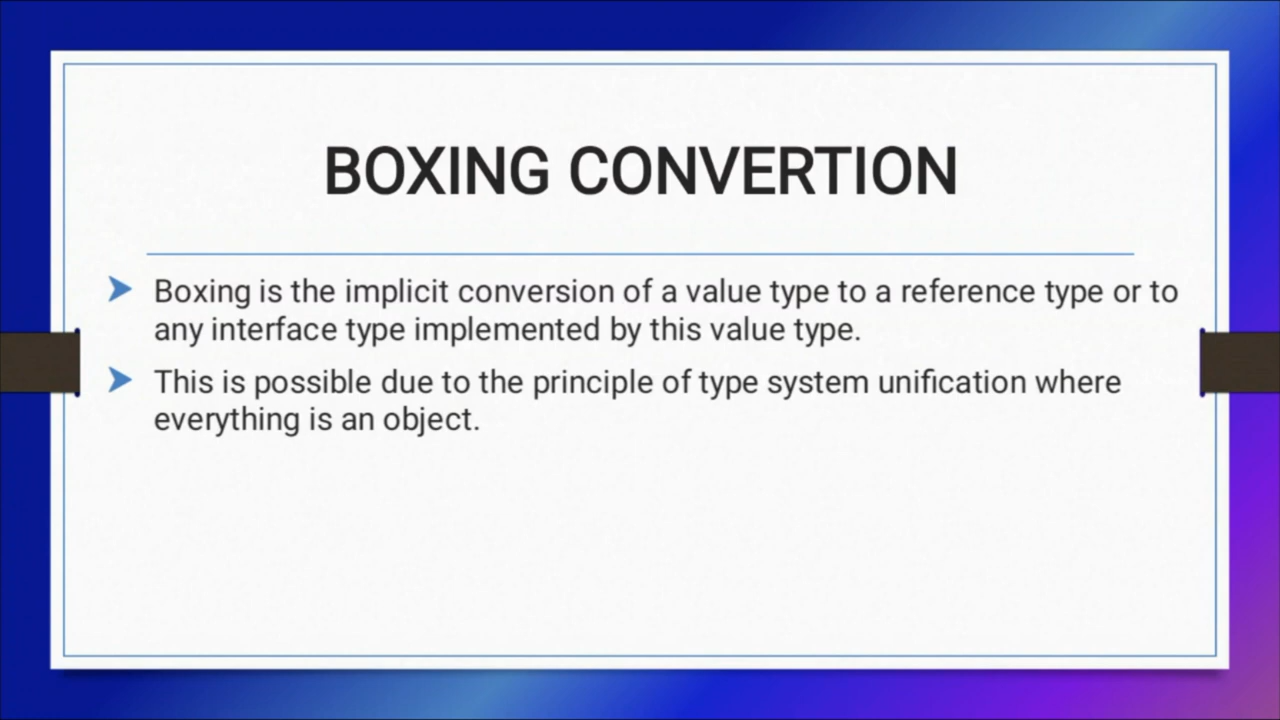 BOXING CONVERTION
Boxing is the implicit conversion of a value type to a reference type or to
any interface type implemented by this value type.
This is possible due to the principle of type system unification where
everything is an object.